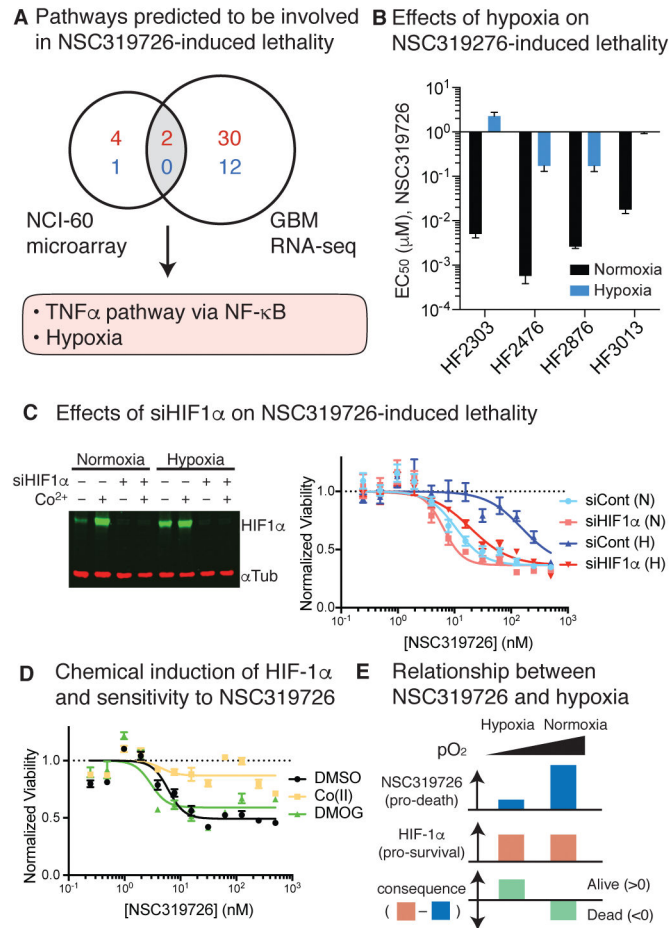 A Pathways predicted to be involved
in NSC319726-induced lethality
4 2 30
1 0 12
NCI-60
microarray
GBM
RNA-seq
• TNFα pathway via NF-κB
• Hypoxia
B Effects of hypoxia on
NSC319276-induced lethality
EC50 (μM), NSC319726
10^1
10^0
10^-1
10^-2
10^-3
10^-4
Normoxia
Hypoxia
HF2303
HF2476
HF2876
HF3013
C Effects of siHIF1α on NSC319726-induced lethality
Normoxia Hypoxia
siHIF1α – – + + – – + +
Co2+ – + – + – + – +
HIF1α
αTub
Normalized Viability
1.0
0.5
0.0
10^-1 10^0 10^1 10^2 10^3
[NSC319726] (nM)
siCont (N)
siHIF1α (N)
siCont (H)
siHIF1α (H)
D Chemical induction of HIF-1α
and sensitivity to NSC319726
Normalized Viability
1.0
0.5
0.0
10^-1 10^0 10^1 10^2 10^3
[NSC319726] (nM)
DMSO
Co(II)
DMOG
E Relationship between
NSC319726 and hypoxia
Hypoxia Normoxia
pO2
NSC319726
(pro-death)
HIF-1α
(pro-survival)
consequence
( – )
Alive (>0)
Dead (<0)